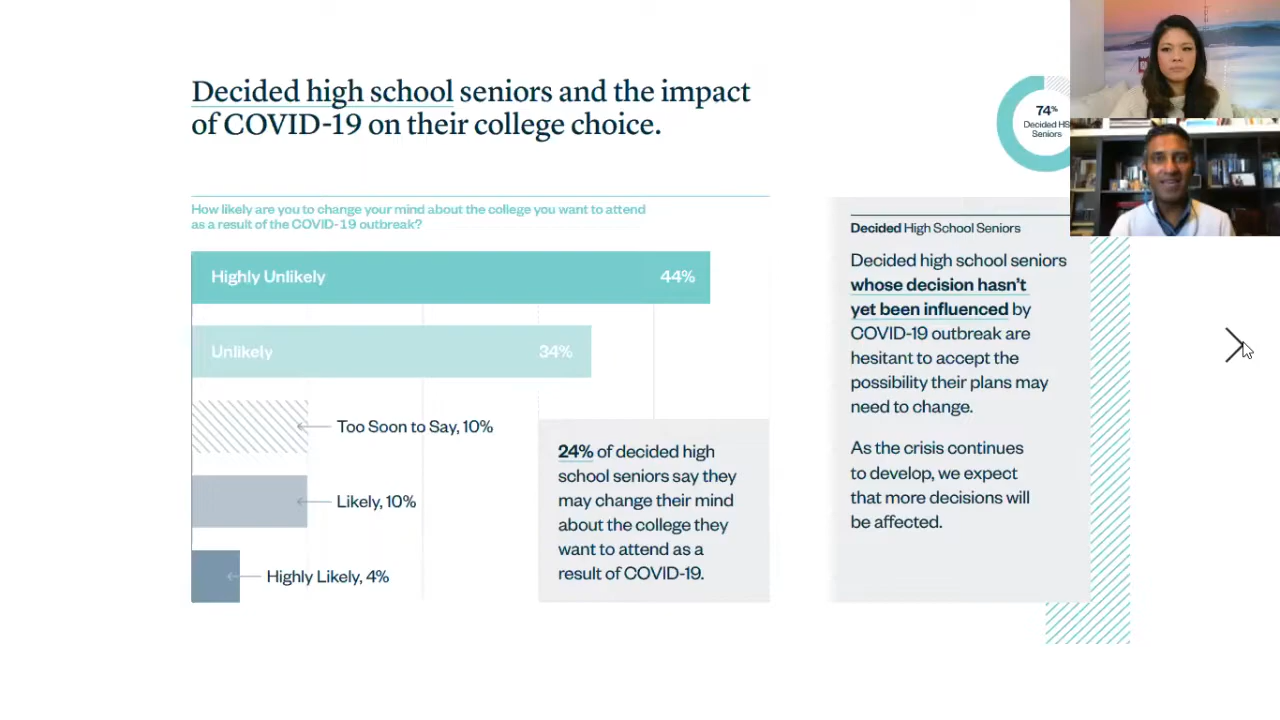 Decided high school seniors and the impact
of COVID-19 on their college choice.
74%
Decided HS
Seniors
How likely are you to change your mind about the college you want to attend
as a result of the COVID-19 outbreak?
Highly Unlikely 44%
Unlikely 34%
Too Soon to Say, 10%
Likely, 10%
Highly Likely, 4%
24% of decided high
school seniors say they
may change their mind
about the college they
want to attend as a
result of COVID-19.
Decided High School Seniors
Decided high school seniors
whose decision hasn't
yet been influenced by
COVID-19 outbreak are
hesitant to accept the
possibility their plans may
need to change.
As the crisis continues
to develop, we expect
that more decisions will
be affected.